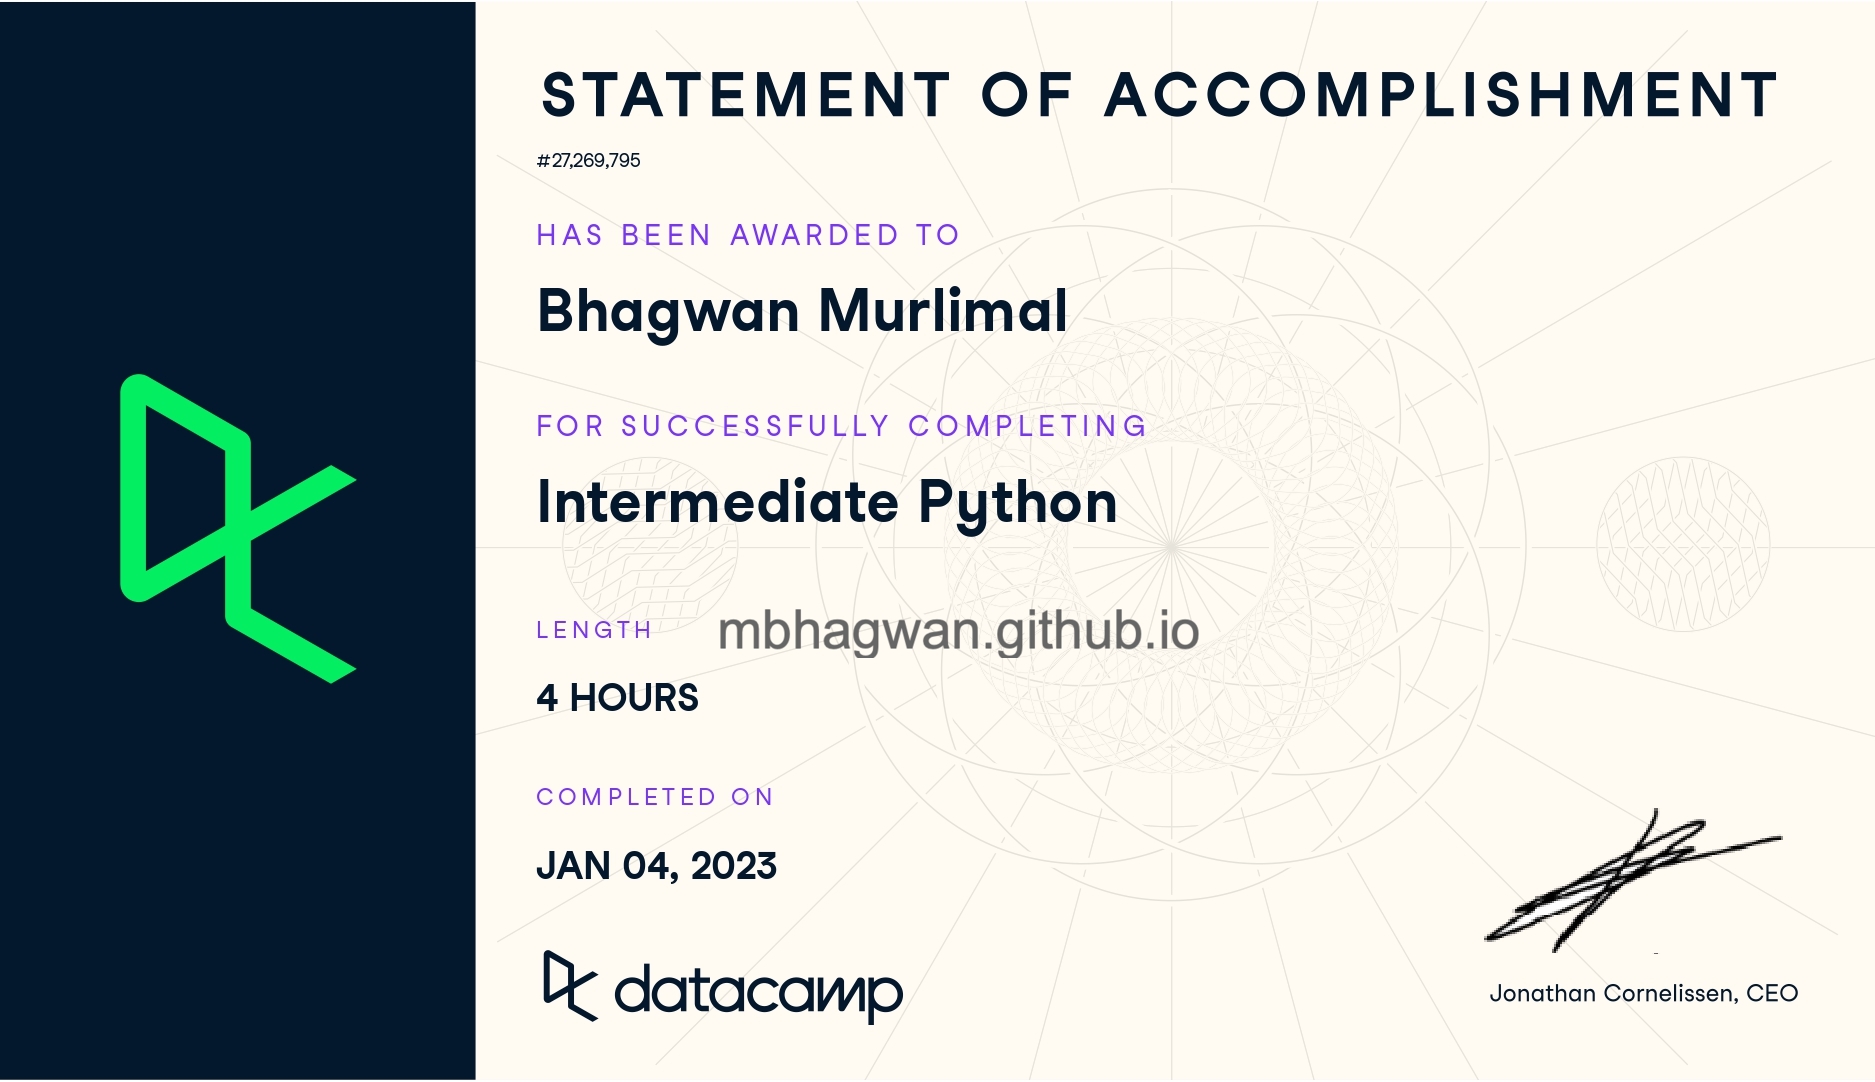 STATEMENT OF ACCOMPLISHMENT
#27,269,795
HAS BEEN AWARDED TO
Bhagwan Murlimal
FOR SUCCESSFULLY COMPLETING
Intermediate Python
LENGTH
mbhagwan.github.io
4 HOURS
COMPLETED ON
JAN 04, 2023
datacamp
Jonathan Cornelissen, CEO